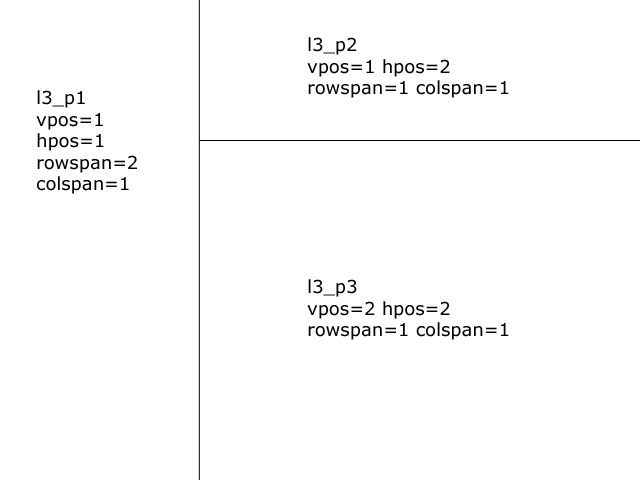 l3_p1
vpos=1
hpos=1
rowspan=2
colspan=1
l3_p2
vpos=1 hpos=2
rowspan=1 colspan=1
l3_p3
vpos=2 hpos=2
rowspan=1 colspan=1